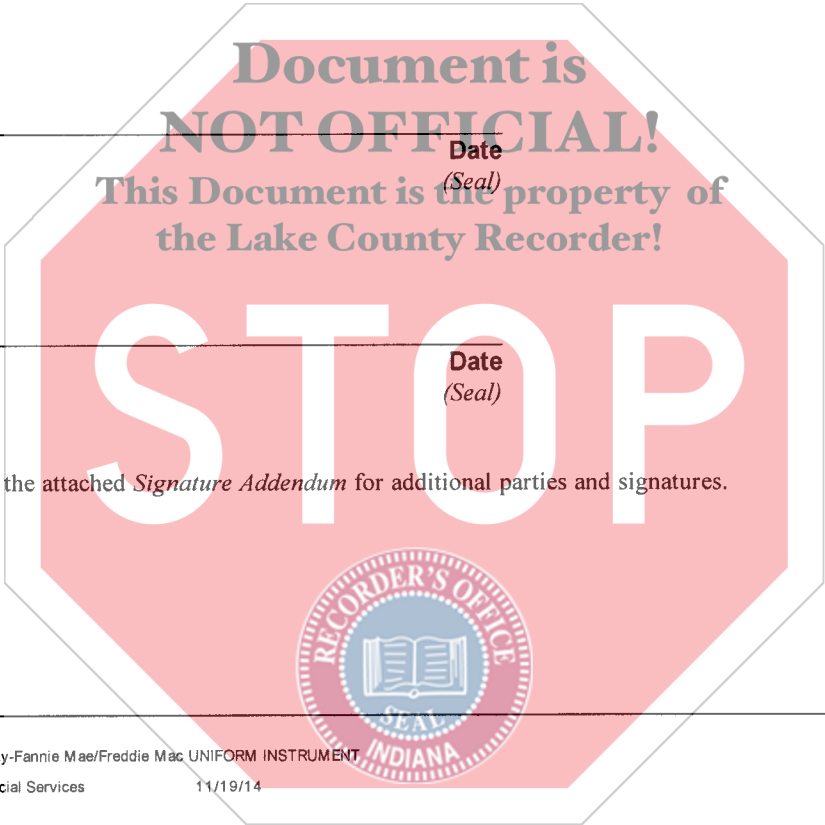 Document is
NOT OFFICIAL!
Date
(Seal)
This Document is the property of
the Lake County Recorder!
STOP
Date
(Seal)
the attached Signature Addendum for additional parties and signatures.
RECORDER'S OFFICE
SEAL
INDIANA
y-Fannie Mae/Freddie Mac UNIFORM INSTRUMENT
cial Services 11/19/14